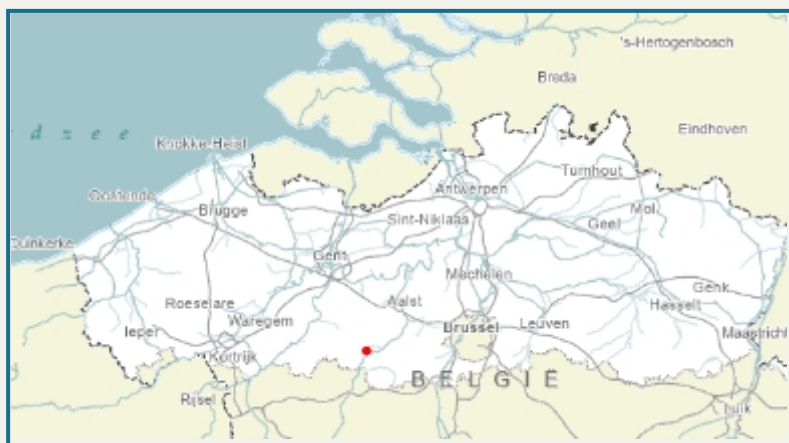 's-Hertogenbosch
Breda
Eindhoven
dzee
Knokke-Heist
Turnhout
Antwerpen
Oostende
Brugge
Sint-Niklaas
Geel
Mol
Duinkerke
Gent
Mechelen
Genk
Roeselare
Aalst
Hasselt
Ieper
Waregem
Brussel
Leuven
Maastricht
Kortrijk
BELGIË
Rijsel
Luik